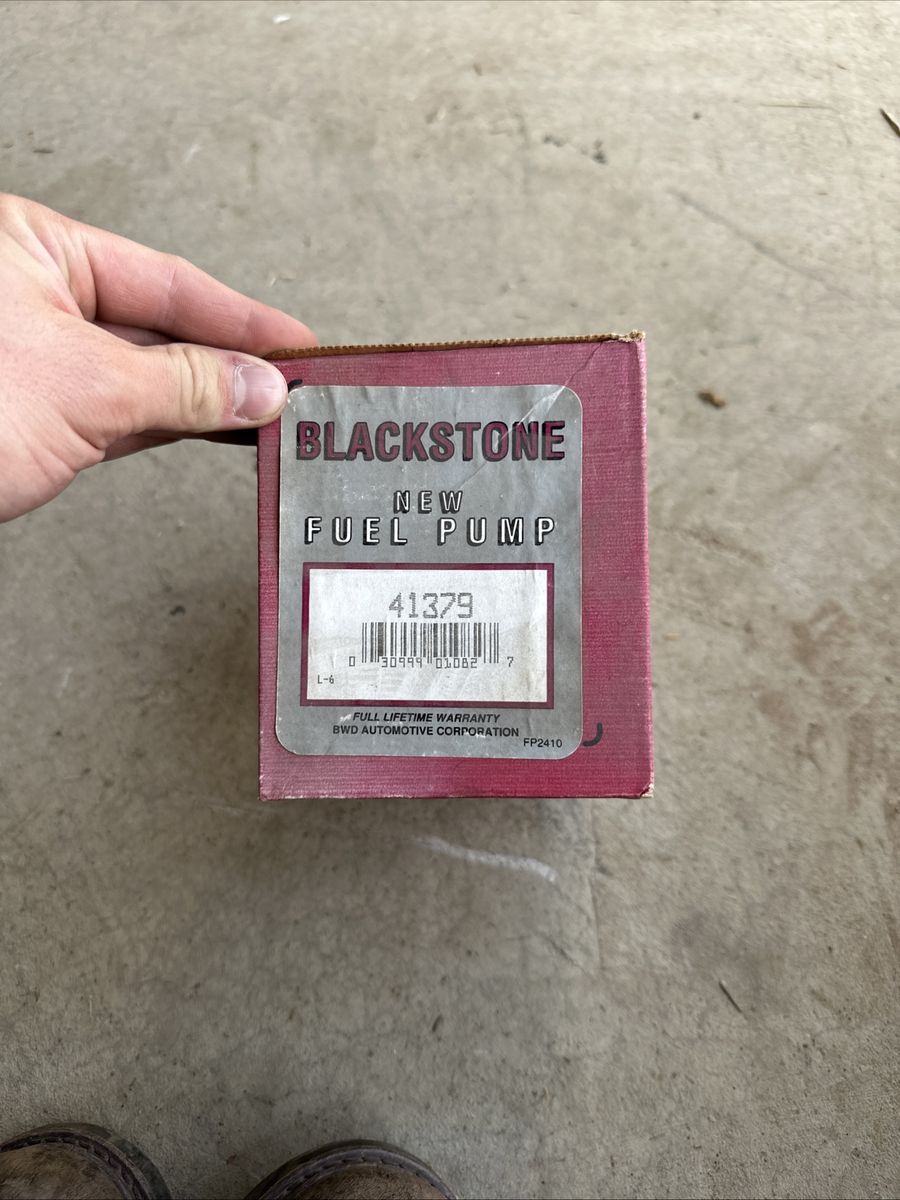 BLACKSTONE
NEW
FUEL PUMP
41379
0 30999 01082 7
L-6
FULL LIFETIME WARRANTY
BWD AUTOMOTIVE CORPORATION
FP2410